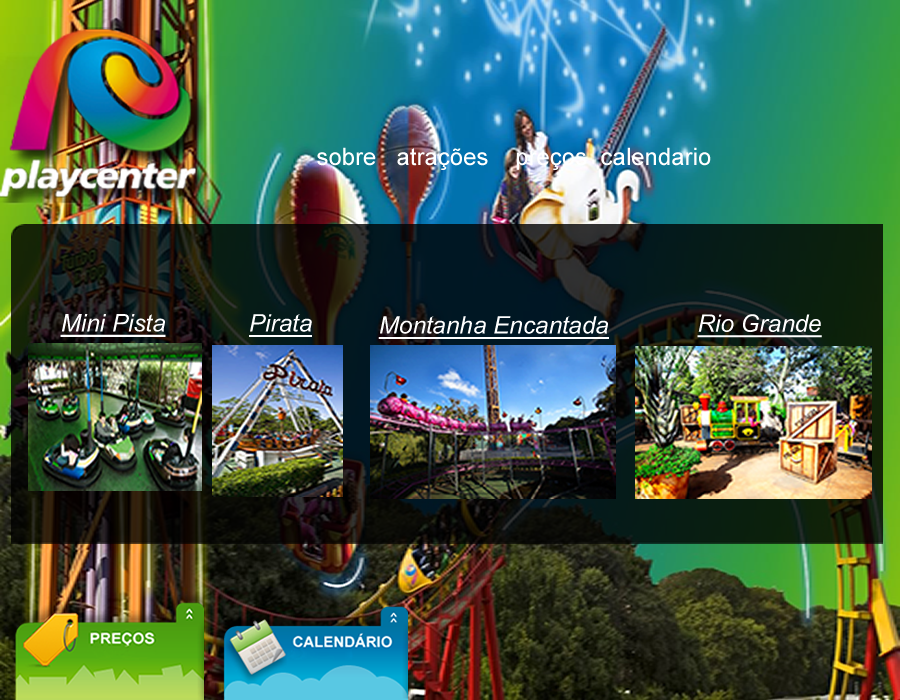 playcenter
sobre atrações preços calendario
Mini Pista
Pirata
Montanha Encantada
Rio Grande
Pirata
PREÇOS
CALENDÁRIO